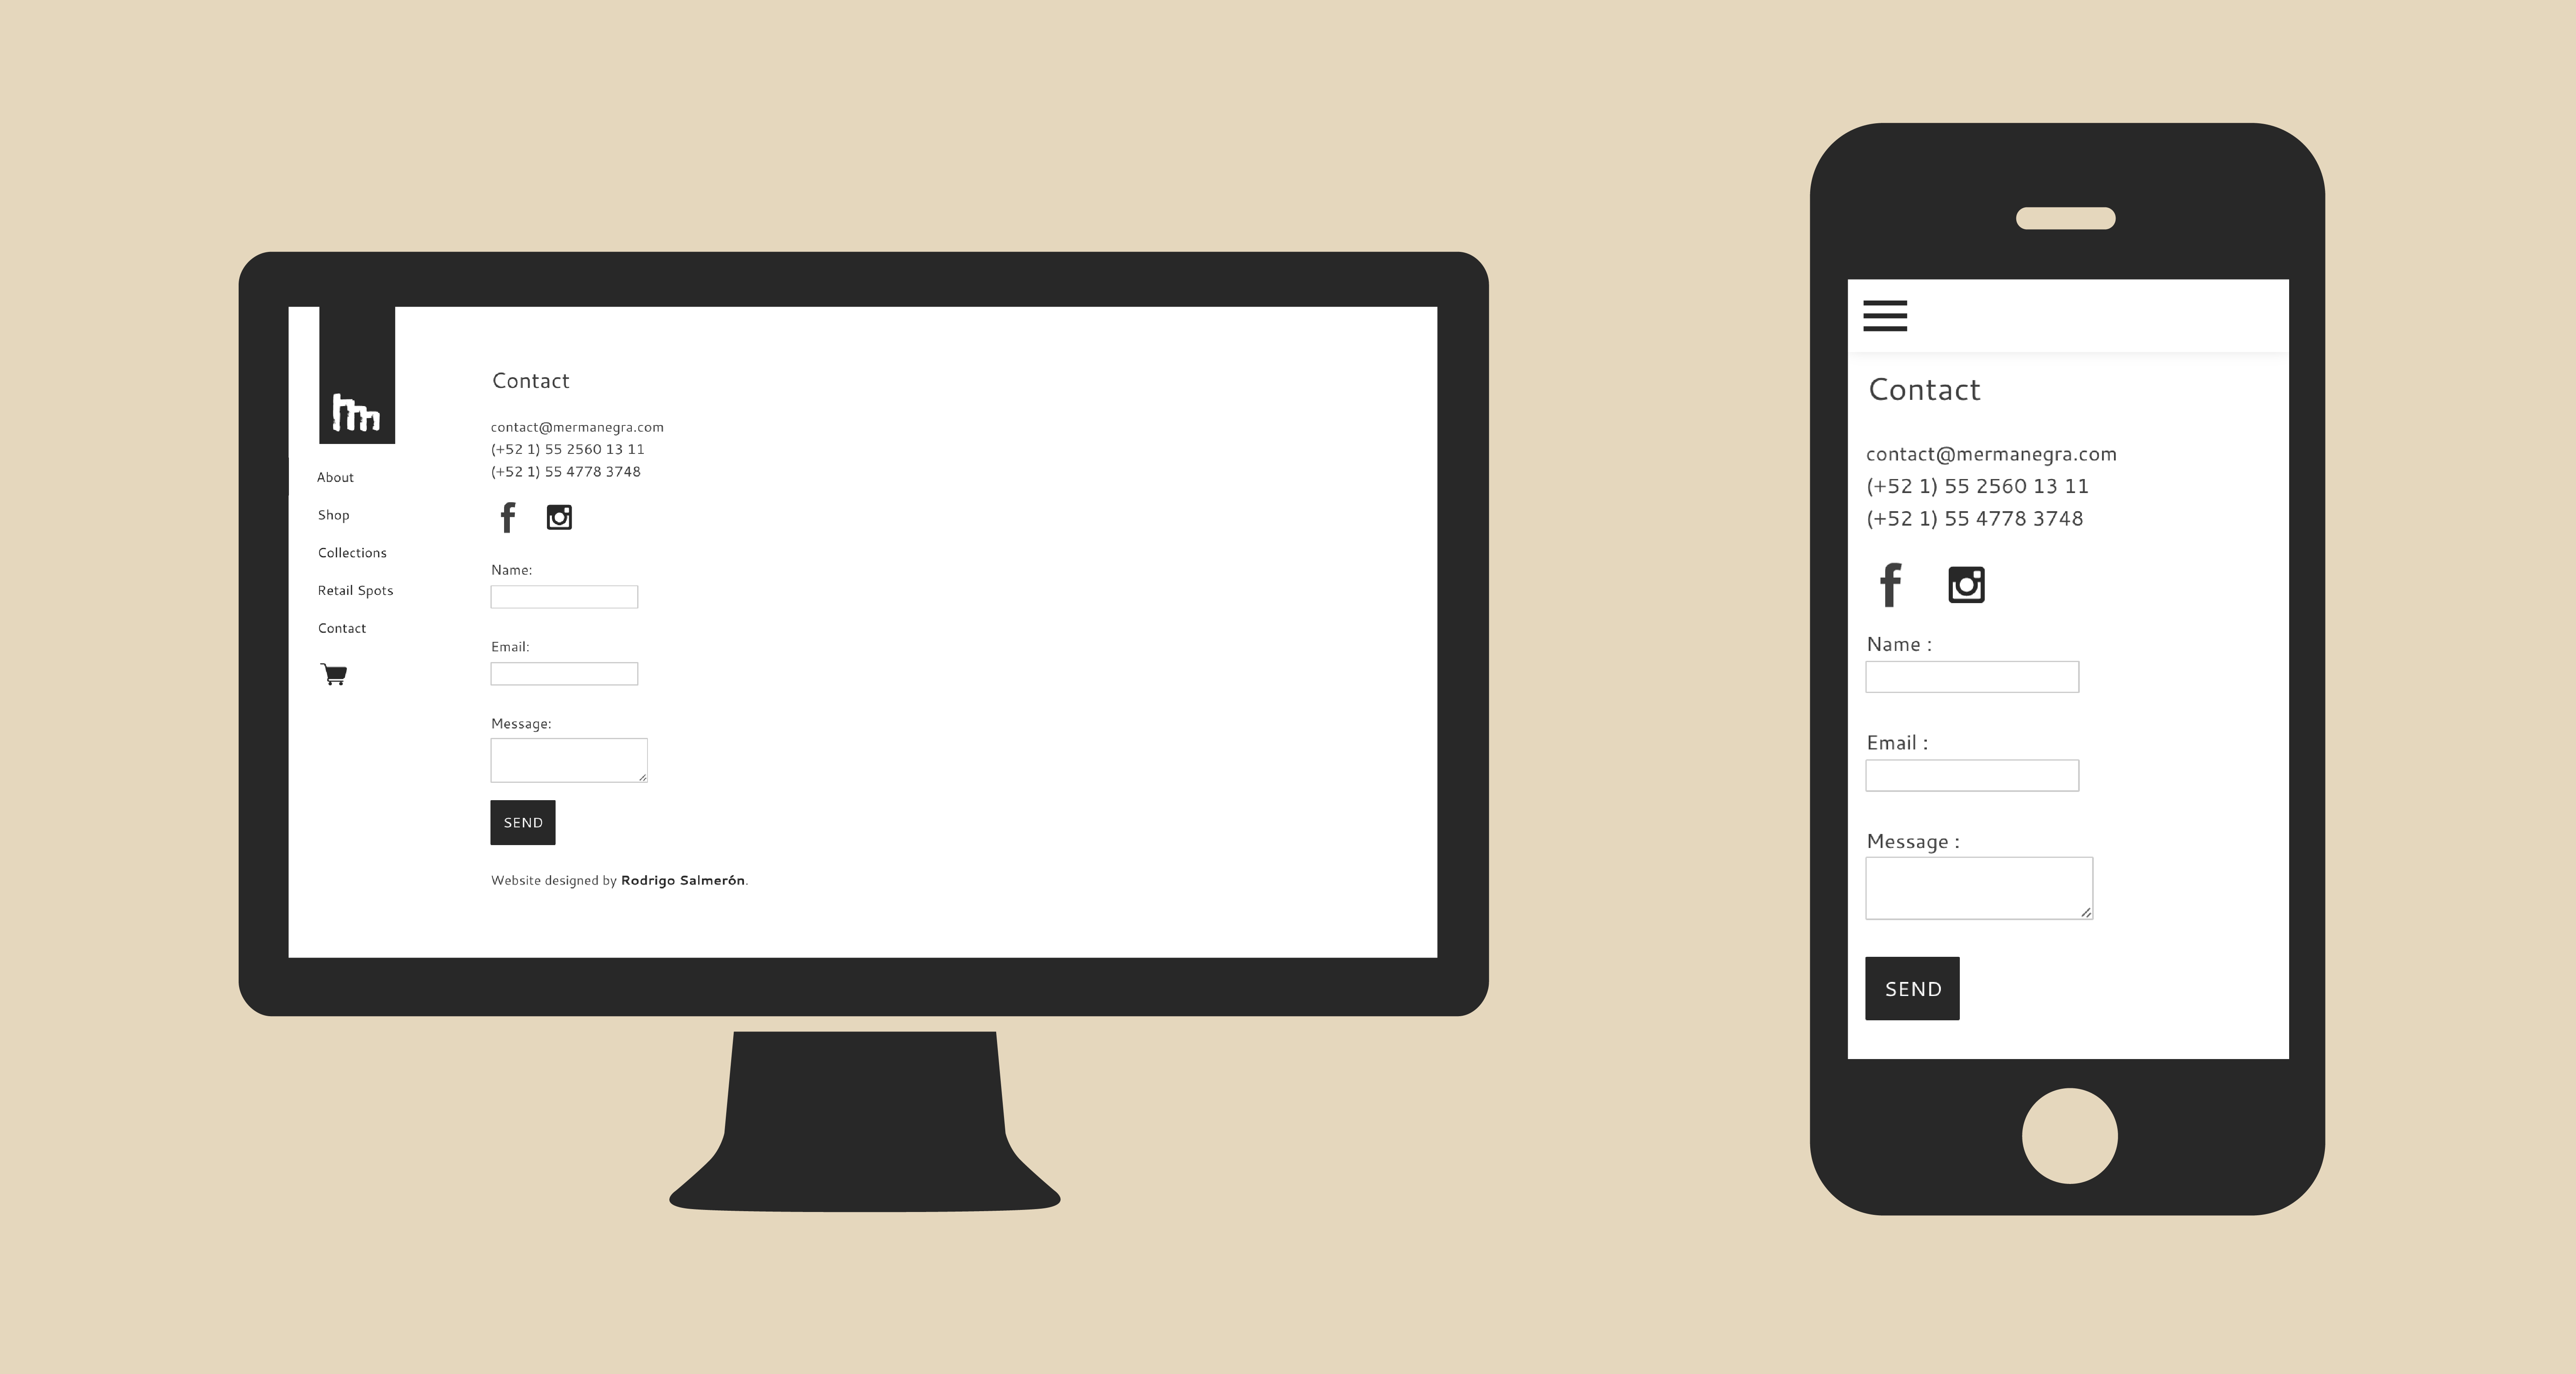 About
Shop
Collections
Retail Spots
Contact
Contact
contact@mermanegra.com
(+52 1) 55 2560 13 11
(+52 1) 55 4778 3748
f
Name:
Email:
Message:
SEND
Website designed by Rodrigo Salmerón.
Contact
contact@mermanegra.com
(+52 1) 55 2560 13 11
(+52 1) 55 4778 3748
f
Name :
Email :
Message :
SEND